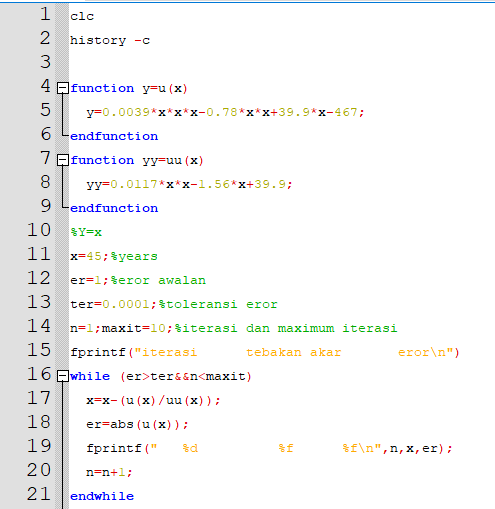 1 clc
2 history -c
3
4 function y=u(x)
5 y=0.0039*x*x*x-0.78*x*x+39.9*x-467;
6 endfunction
7 function yy=uu(x)
8 yy=0.0117*x*x-1.56*x+39.9;
9 endfunction
10 %Y=x
11 x=45;%years
12 er=1;%eror awalan
13 ter=0.0001;%toleransi eror
14 n=1;maxit=10;%iterasi dan maximum iterasi
15 fprintf("iterasi      tebakan akar       eror\n")
16 while (er>ter&&n<maxit)
17 x=x-(u(x)/uu(x));
18 er=abs(u(x));
19 fprintf("   %d          %f      %f\n",n,x,er);
20 n=n+1;
21 endwhile